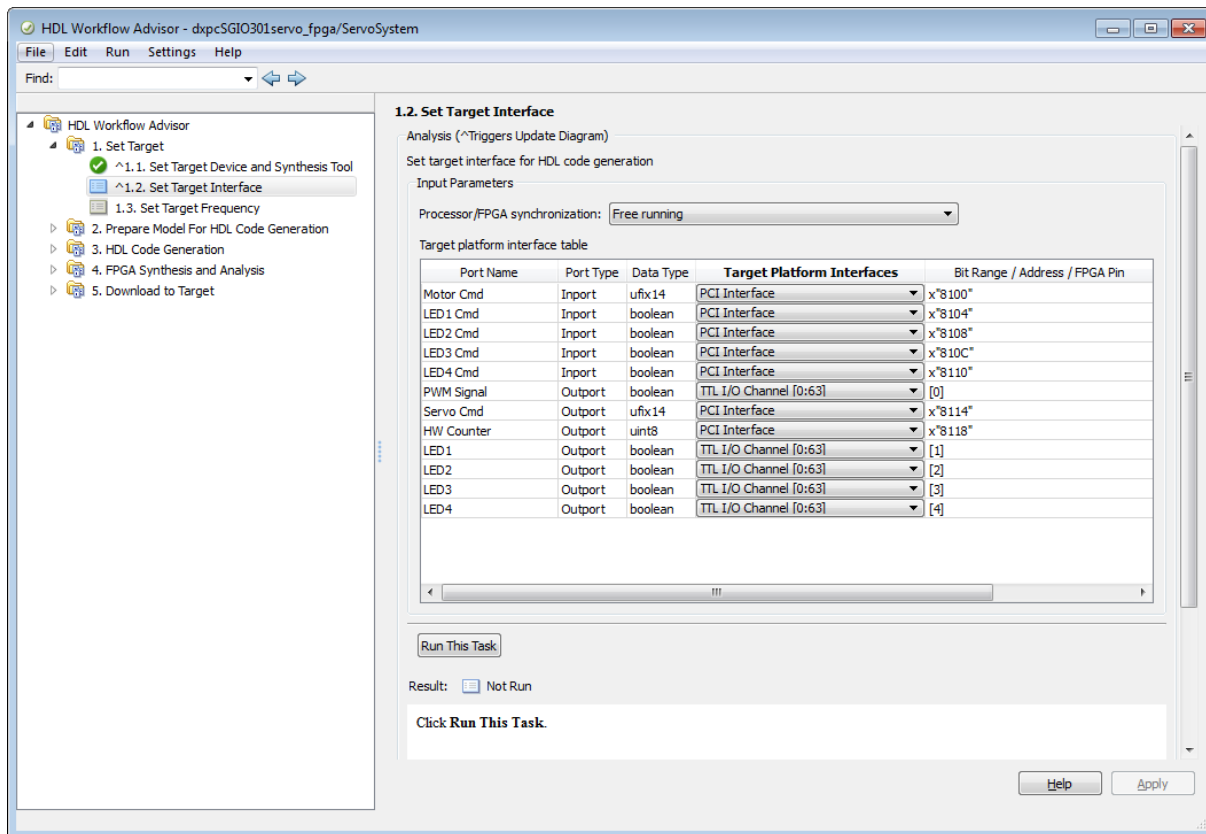 HDL Workflow Advisor - dxpcSGIO301servo_fpga/ServoSystem
File Edit Run Settings Help
Find:
HDL Workflow Advisor
1. Set Target
^1.1. Set Target Device and Synthesis Tool
^1.2. Set Target Interface
1.3. Set Target Frequency
2. Prepare Model For HDL Code Generation
3. HDL Code Generation
4. FPGA Synthesis and Analysis
5. Download to Target
1.2. Set Target Interface
Analysis (^Triggers Update Diagram)
Set target interface for HDL code generation
Input Parameters
Processor/FPGA synchronization: Free running
Target platform interface table
Port Name Port Type Data Type Target Platform Interfaces Bit Range / Address / FPGA Pin
Motor Cmd Inport ufix14 PCI Interface x"8100"
LED1 Cmd Inport boolean PCI Interface x"8104"
LED2 Cmd Inport boolean PCI Interface x"8108"
LED3 Cmd Inport boolean PCI Interface x"810C"
LED4 Cmd Inport boolean PCI Interface x"8110"
PWM Signal Outport boolean TTL I/O Channel [0:63] [0]
Servo Cmd Outport ufix14 PCI Interface x"8114"
HW Counter Outport uint8 PCI Interface x"8118"
LED1 Outport boolean TTL I/O Channel [0:63] [1]
LED2 Outport boolean TTL I/O Channel [0:63] [2]
LED3 Outport boolean TTL I/O Channel [0:63] [3]
LED4 Outport boolean TTL I/O Channel [0:63] [4]
Run This Task
Result: Not Run
Click Run This Task.
Help Apply